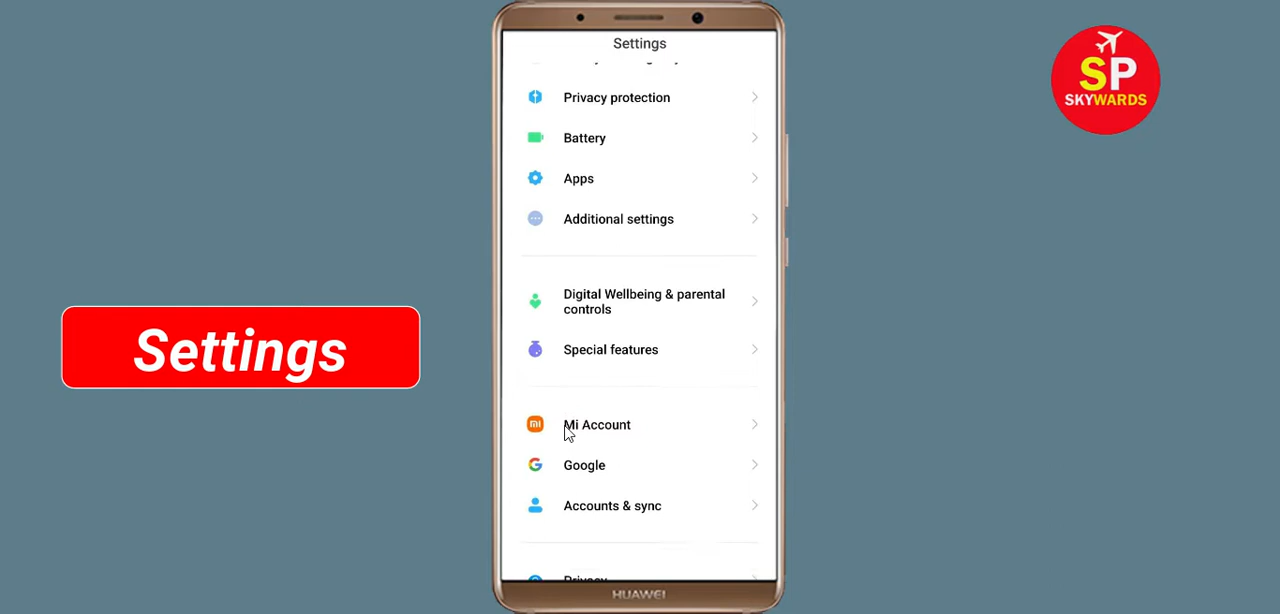 Settings
Privacy protection
Battery
Apps
Additional settings
Digital Wellbeing & parental
controls
Special features
Mi Account
Google
Accounts & sync
Privacy
HUAWEI
Settings
SP
SKYWARDS